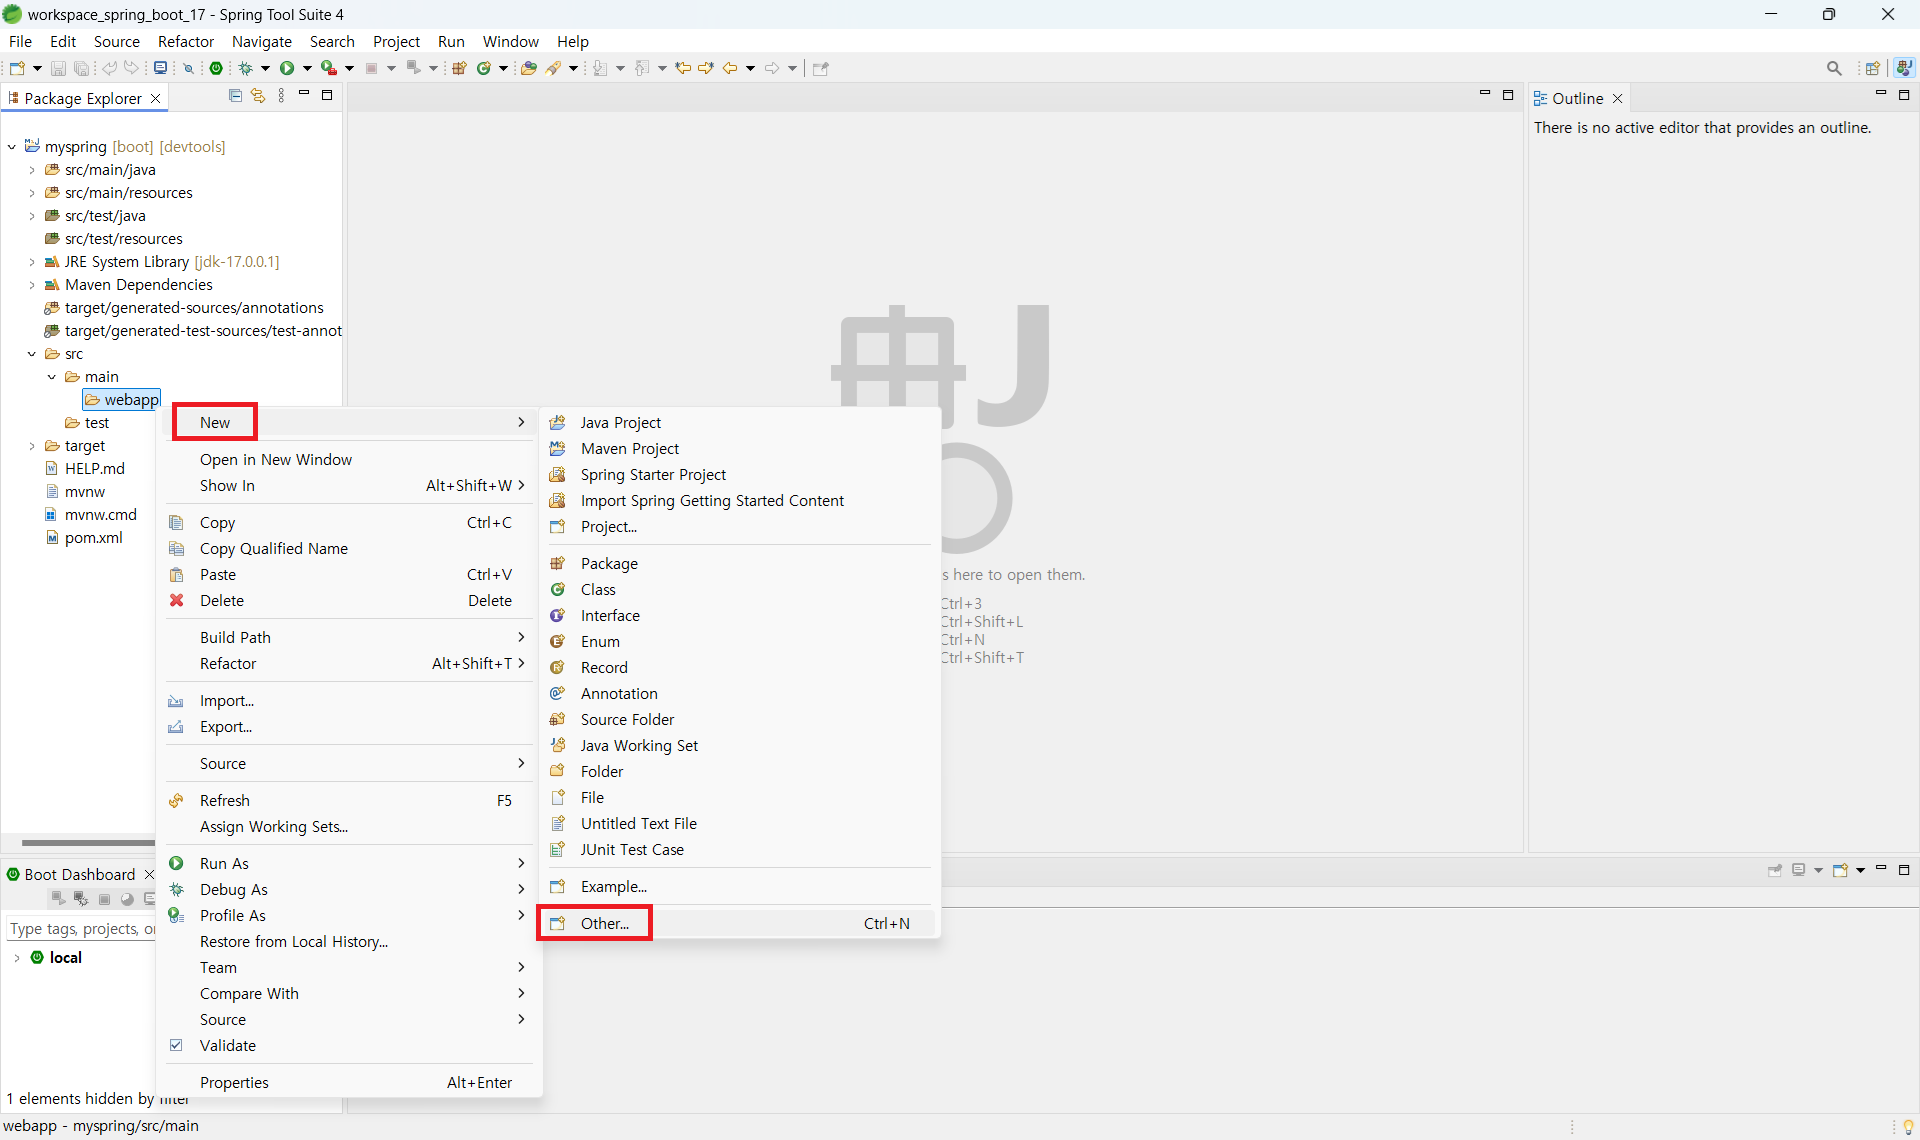 workspace_spring_boot_17 - Spring Tool Suite 4
File Edit Source Refactor Navigate Search Project Run Window Help
Package Explorer
myspring [boot] [devtools]
src/main/java
src/main/resources
src/test/java
src/test/resources
JRE System Library [jdk-17.0.0.1]
Maven Dependencies
target/generated-sources/annotations
target/generated-test-sources/test-annot
src
main
webapp
test
target
HELP.md
mvnw
mvnw.cmd
pom.xml
New
Open in New Window
Show In Alt+Shift+W
Copy Ctrl+C
Copy Qualified Name
Paste Ctrl+V
Delete Delete
Build Path
Refactor Alt+Shift+T
Import...
Export...
Source
Refresh F5
Assign Working Sets...
Run As
Debug As
Profile As
Restore from Local History...
Team
Compare With
Source
Validate
Properties Alt+Enter
Java Project
Maven Project
Spring Starter Project
Import Spring Getting Started Content
Project...
Package
Class
Interface
Enum
Record
Annotation
Source Folder
Java Working Set
Folder
File
Untitled Text File
JUnit Test Case
Example...
Other... Ctrl+N
s here to open them.
Ctrl+3
Ctrl+Shift+L
Ctrl+N
Ctrl+Shift+T
Outline
There is no active editor that provides an outline.
Boot Dashboard
Type tags, projects, o
local
1 elements hidden by filter
webapp - myspring/src/main